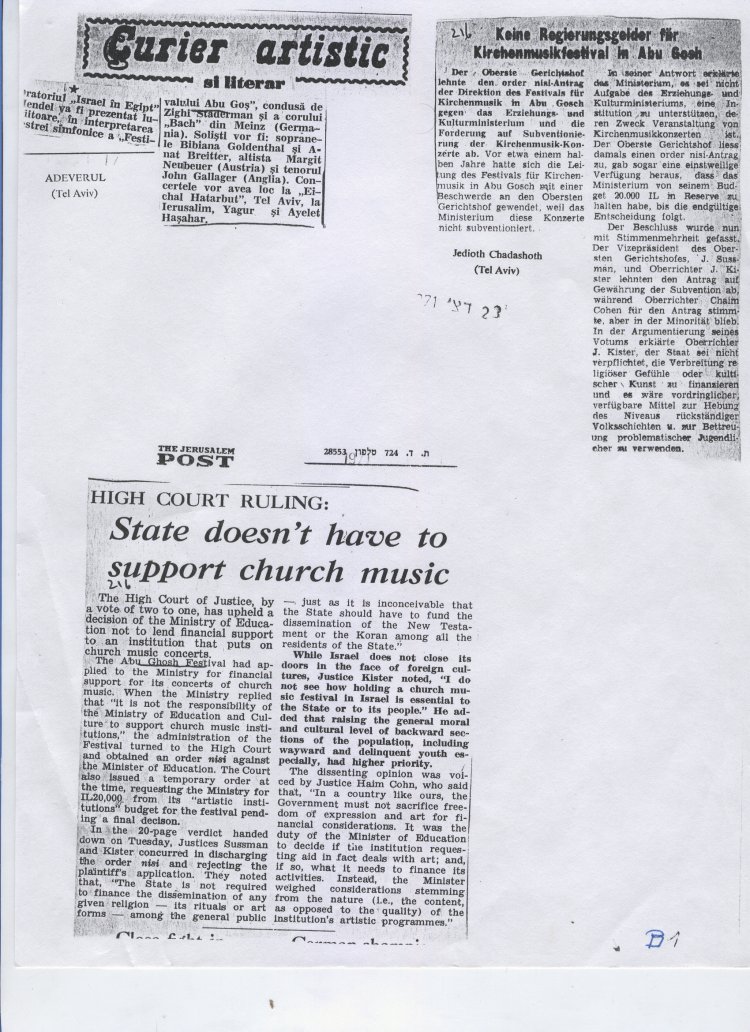 Curier artistic
și literar
ratoriul „Israel în Egipt"
endel va fi prezentat lu-
iitoare, în interpretarea
strei simfonice a „Festi-
valului Abu Goș", condusă de
Zighi Staderman și a corului
„Bach" din Meinz (Germa-
nia). Soliști vor fi: soprane-
le Bibiana Goldenthal și A-
nat Breitter, altista Margit
Neubeuer (Austria) și tenorul
John Gallager (Anglia). Con-
certele vor avea loc la „Ei-
chal Hatarbut", Tel Aviv, la
Ierusalim, Yagur și Ayelet
Hașahar.
ADEVERUL
(Tel Aviv)
216
Keine Regierungsgelder für
Kirchenmusikfestival in Abu Gosh
Der Oberste Gerichtshof
lehnte den order nisi-Antrag
der Direktion des Festivals für
Kirchenmusik in Abu Gosch
gegen das Erziehungs- und
Kulturministerium und die
Forderung auf Subventionie-
rung der Kirchenmusik-Kon-
zerte ab. Vor etwa einem hal-
ben Jahre hatte sich die Lei-
tung des Festivals für Kirchen-
musik in Abu Gosch mit einer
Beschwerde an den Obersten
Gerichtshof gewendet, weil das
Ministerium diese Konzerte
nicht subventioniert.
Jedioth Chadashoth
(Tel Aviv)
23 דצי 971
In seiner Antwort erklärte
das Ministerium, es sei nicht
Aufgabe des Erziehungs- und
Kulturministeriums, eine In-
stitution zu unterstützen, de-
ren Zweck Veranstaltung von
Kirchenmusikkonzerten ist.
Der Oberste Gerichtshof liess
damals einen order nisi-Antrag
zu, gab sogar eine einstweilige
Verfügung heraus, dass das
Ministerium von seinem Bud-
get 20.000 IL in Reserve zu
halten habe, bis die endgültige
Entscheidung folgt.
Der Beschluss wurde nun
mit Stimmenmehrheit gefasst.
Der Vizepräsident des Ober-
sten Gerichtshofes, J. Suss-
man, und Oberrichter J. Ki-
ster lehnten den Antrag auf
Gewährung der Subvention ab,
während Oberrichter Chaim
Cohen für den Antrag stimm-
te, aber in der Minorität blieb.
In der Argumentierung seines
Votums erklärte Oberrichter
J. Kister, der Staat sei nicht
verpflichtet, die Verbreitung re-
ligiöser Gefühle oder kulti-
scher Kunst zu finanzieren
und es wäre vordringlicher,
verfügbare Mittel zur Hebung
des Niveaus rückständiger
Volksschichten u. zur Betreu-
ung problematischer Jugendli-
cher zu verwenden.
THE JERUSALEM
POST
ת. ד. 724 טלפון 28553
HIGH COURT RULING:
State doesn't have to
support church music
216
The High Court of Justice, by
a vote of two to one, has upheld a
decision of the Ministry of Educa-
tion not to lend financial support
to an institution that puts on
church music concerts.
The Abu Ghosh Festival had ap-
plied to the Ministry for financial
support for its concerts of church
music. When the Ministry replied
that "it is not the responsibility of
the Ministry of Education and Cul-
ture to support church music insti-
tutions," the administration of the
Festival turned to the High Court
and obtained an order nisi against
the Minister of Education. The Court
also issued a temporary order at
the time, requesting the Ministry for
IL20,000 from its "artistic insti-
tutions" budget for the festival pend-
ing a final decison.
In the 20-page verdict handed
down on Tuesday, Justices Sussman
and Kister concurred in discharging
the order nisi and rejecting the
plaintiff's application. They noted
that, "The State is not required
to finance the dissemination of any
given religion — its rituals or art
forms — among the general public
— just as it is inconceivable that
the State should have to fund the
dissemination of the New Testa-
ment or the Koran among all the
residents of the State."
While Israel does not close its
doors in the face of foreign cul-
tures, Justice Kister noted, "I do
not see how holding a church mu-
sic festival in Israel is essential to
the State or to its people." He ad-
ded that raising the general moral
and cultural level of backward sec-
tions of the population, including
wayward and delinquent youth es-
pecially, had higher priority.
The dissenting opinion was voi-
ced by Justice Haim Cohn, who said
that, "In a country like ours, the
Government must not sacrifice free-
dom of expression and art for fi-
nancial considerations. It was the
duty of the Minister of Education
to decide if the institution reques-
ting aid in fact deals with art; and,
if so, what it needs to finance its
activities. Instead, the Minister
weighed considerations stemming
from the nature (i.e., the content,
as opposed to the quality) of the
institution's artistic programmes."
B1